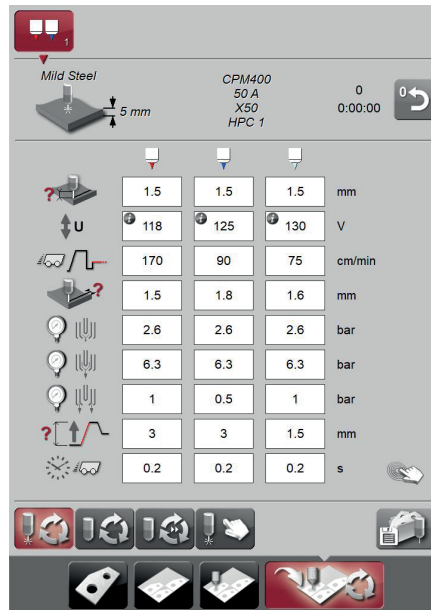 1
Mild Steel
5 mm
CPM400
50 A
X50
HPC 1
0
0:00:00
0
1.5 1.5 1.5 mm
U 118 125 130 V
170 90 75 cm/min
? 1.5 1.8 1.6 mm
2.6 2.6 2.6 bar
6.3 6.3 6.3 bar
1 0.5 1 bar
? 3 3 1.5 mm
0.2 0.2 0.2 s